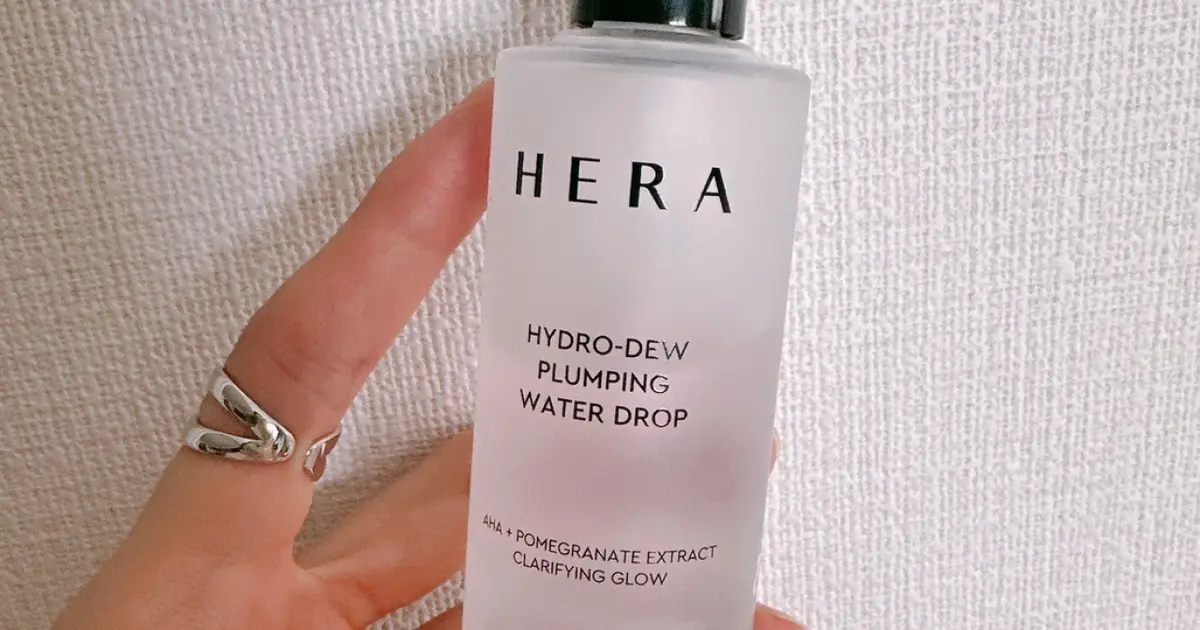 HERA
HYDRO-DEW
PLUMPING
WATER DROP
AHA + POMEGRANATE EXTRACT
CLARIFYING GLOW